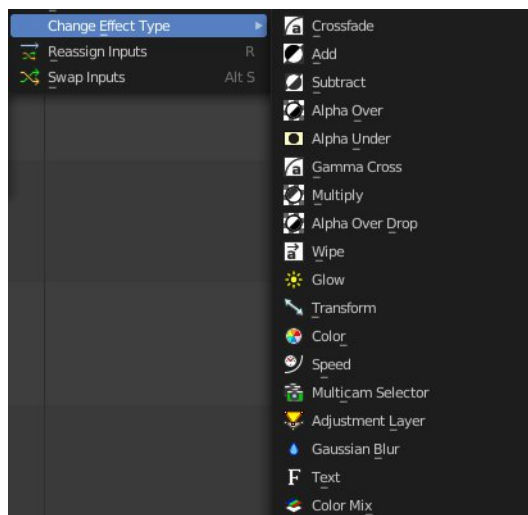 Change Effect Type
Reassign Inputs R
Swap Inputs Alt S
Crossfade
Add
Subtract
Alpha Over
Alpha Under
Gamma Cross
Multiply
Alpha Over Drop
Wipe
Glow
Transform
Color
Speed
Multicam Selector
Adjustment Layer
Gaussian Blur
Text
Color Mix